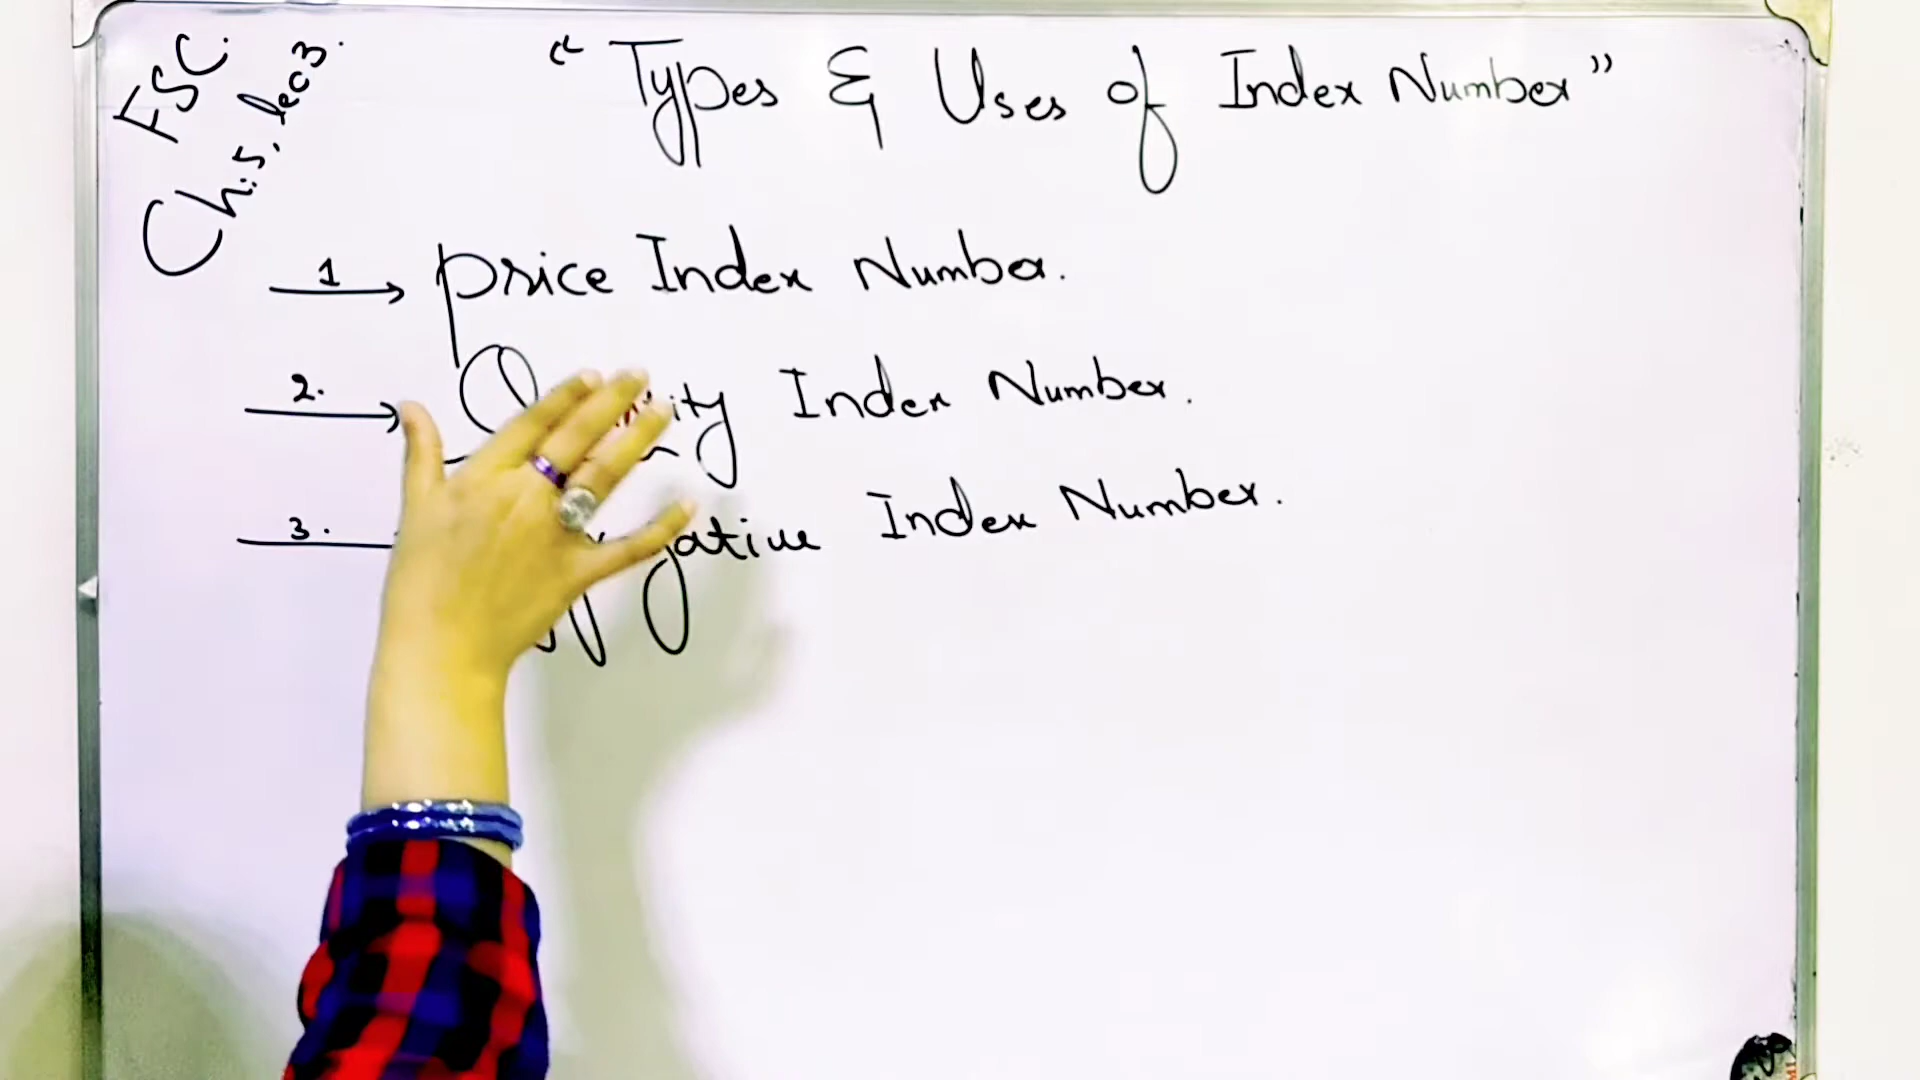 FSC.
Ch:5, Lec 3.
"Types & Uses of Index Number"
1 → Price Index Number.
2. → Quantity Index Number.
3. Index Number.